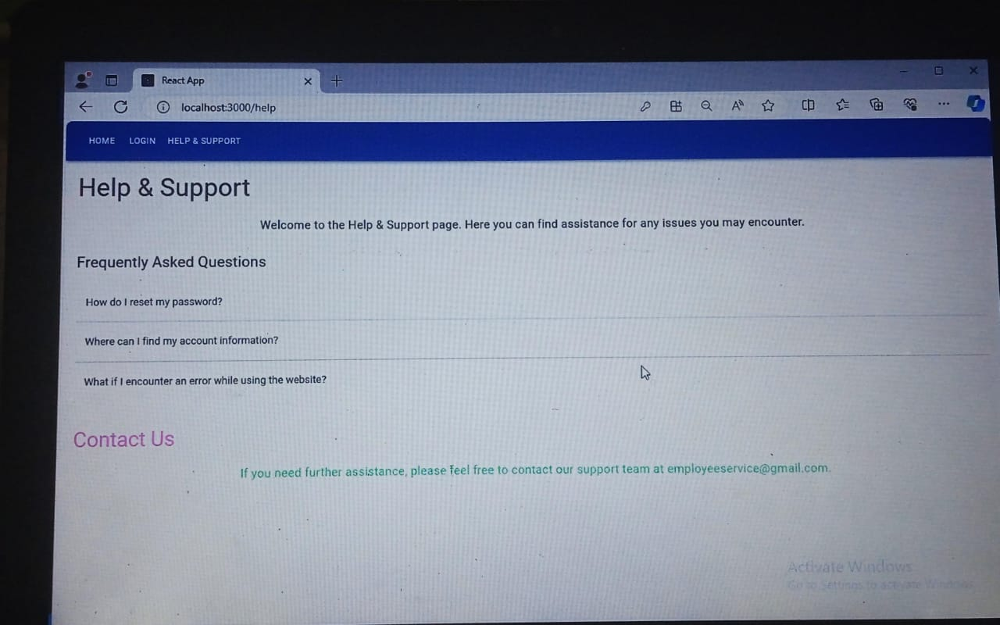 React App
localhost:3000/help
HOME LOGIN HELP & SUPPORT
Help & Support
Welcome to the Help & Support page. Here you can find assistance for any issues you may encounter.
Frequently Asked Questions
How do I reset my password?
Where can I find my account information?
What if I encounter an error while using the website?
Contact Us
If you need further assistance, please feel free to contact our support team at employeeservice@gmail.com.
Activate Windows
Go to Settings to activate Windows.